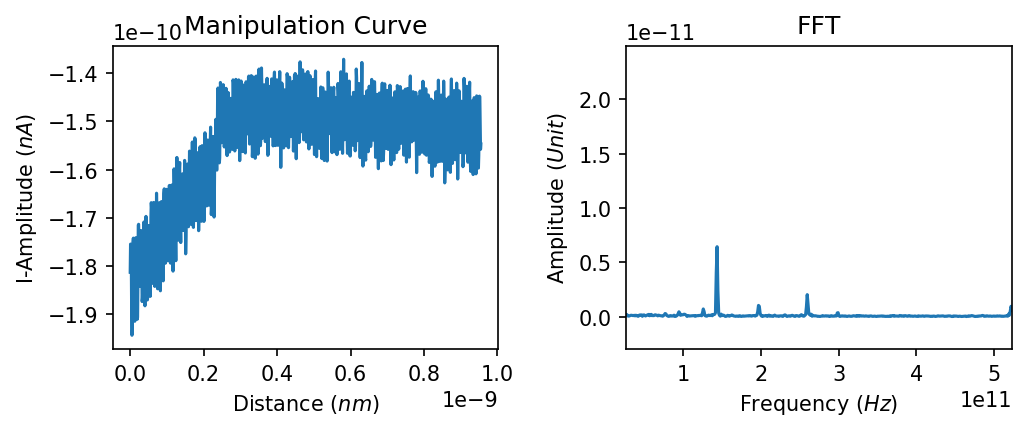 Manipulation Curve
1e−10
−1.4
−1.5
−1.6
−1.7
−1.8
−1.9
I-Amplitude (nA)
0.0 0.2 0.4 0.6 0.8 1.0
1e−9
Distance (nm)
FFT
1e−11
2.0
1.5
1.0
0.5
0.0
Amplitude (Unit)
1 2 3 4 5
1e11
Frequency (Hz)